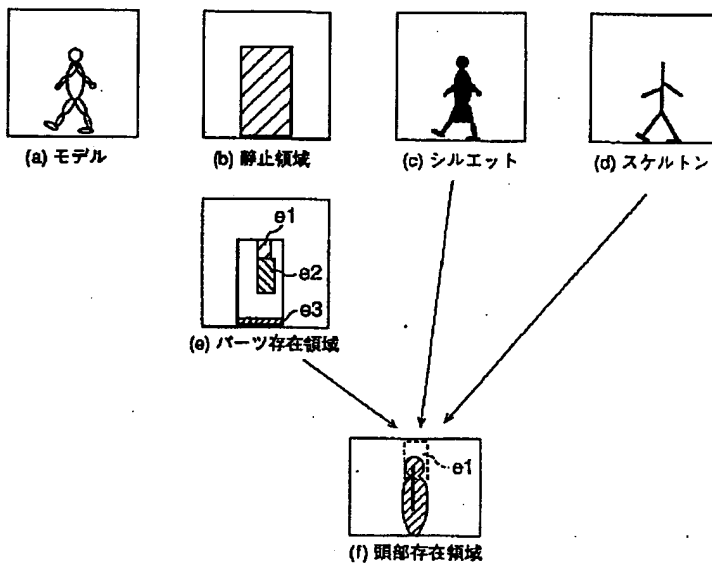 (a) モデル
(b) 静止領域
(c) シルエット
(d) スケルトン
e1
e2
e3
(e) パーツ存在領域
e1
(f) 頭部存在領域